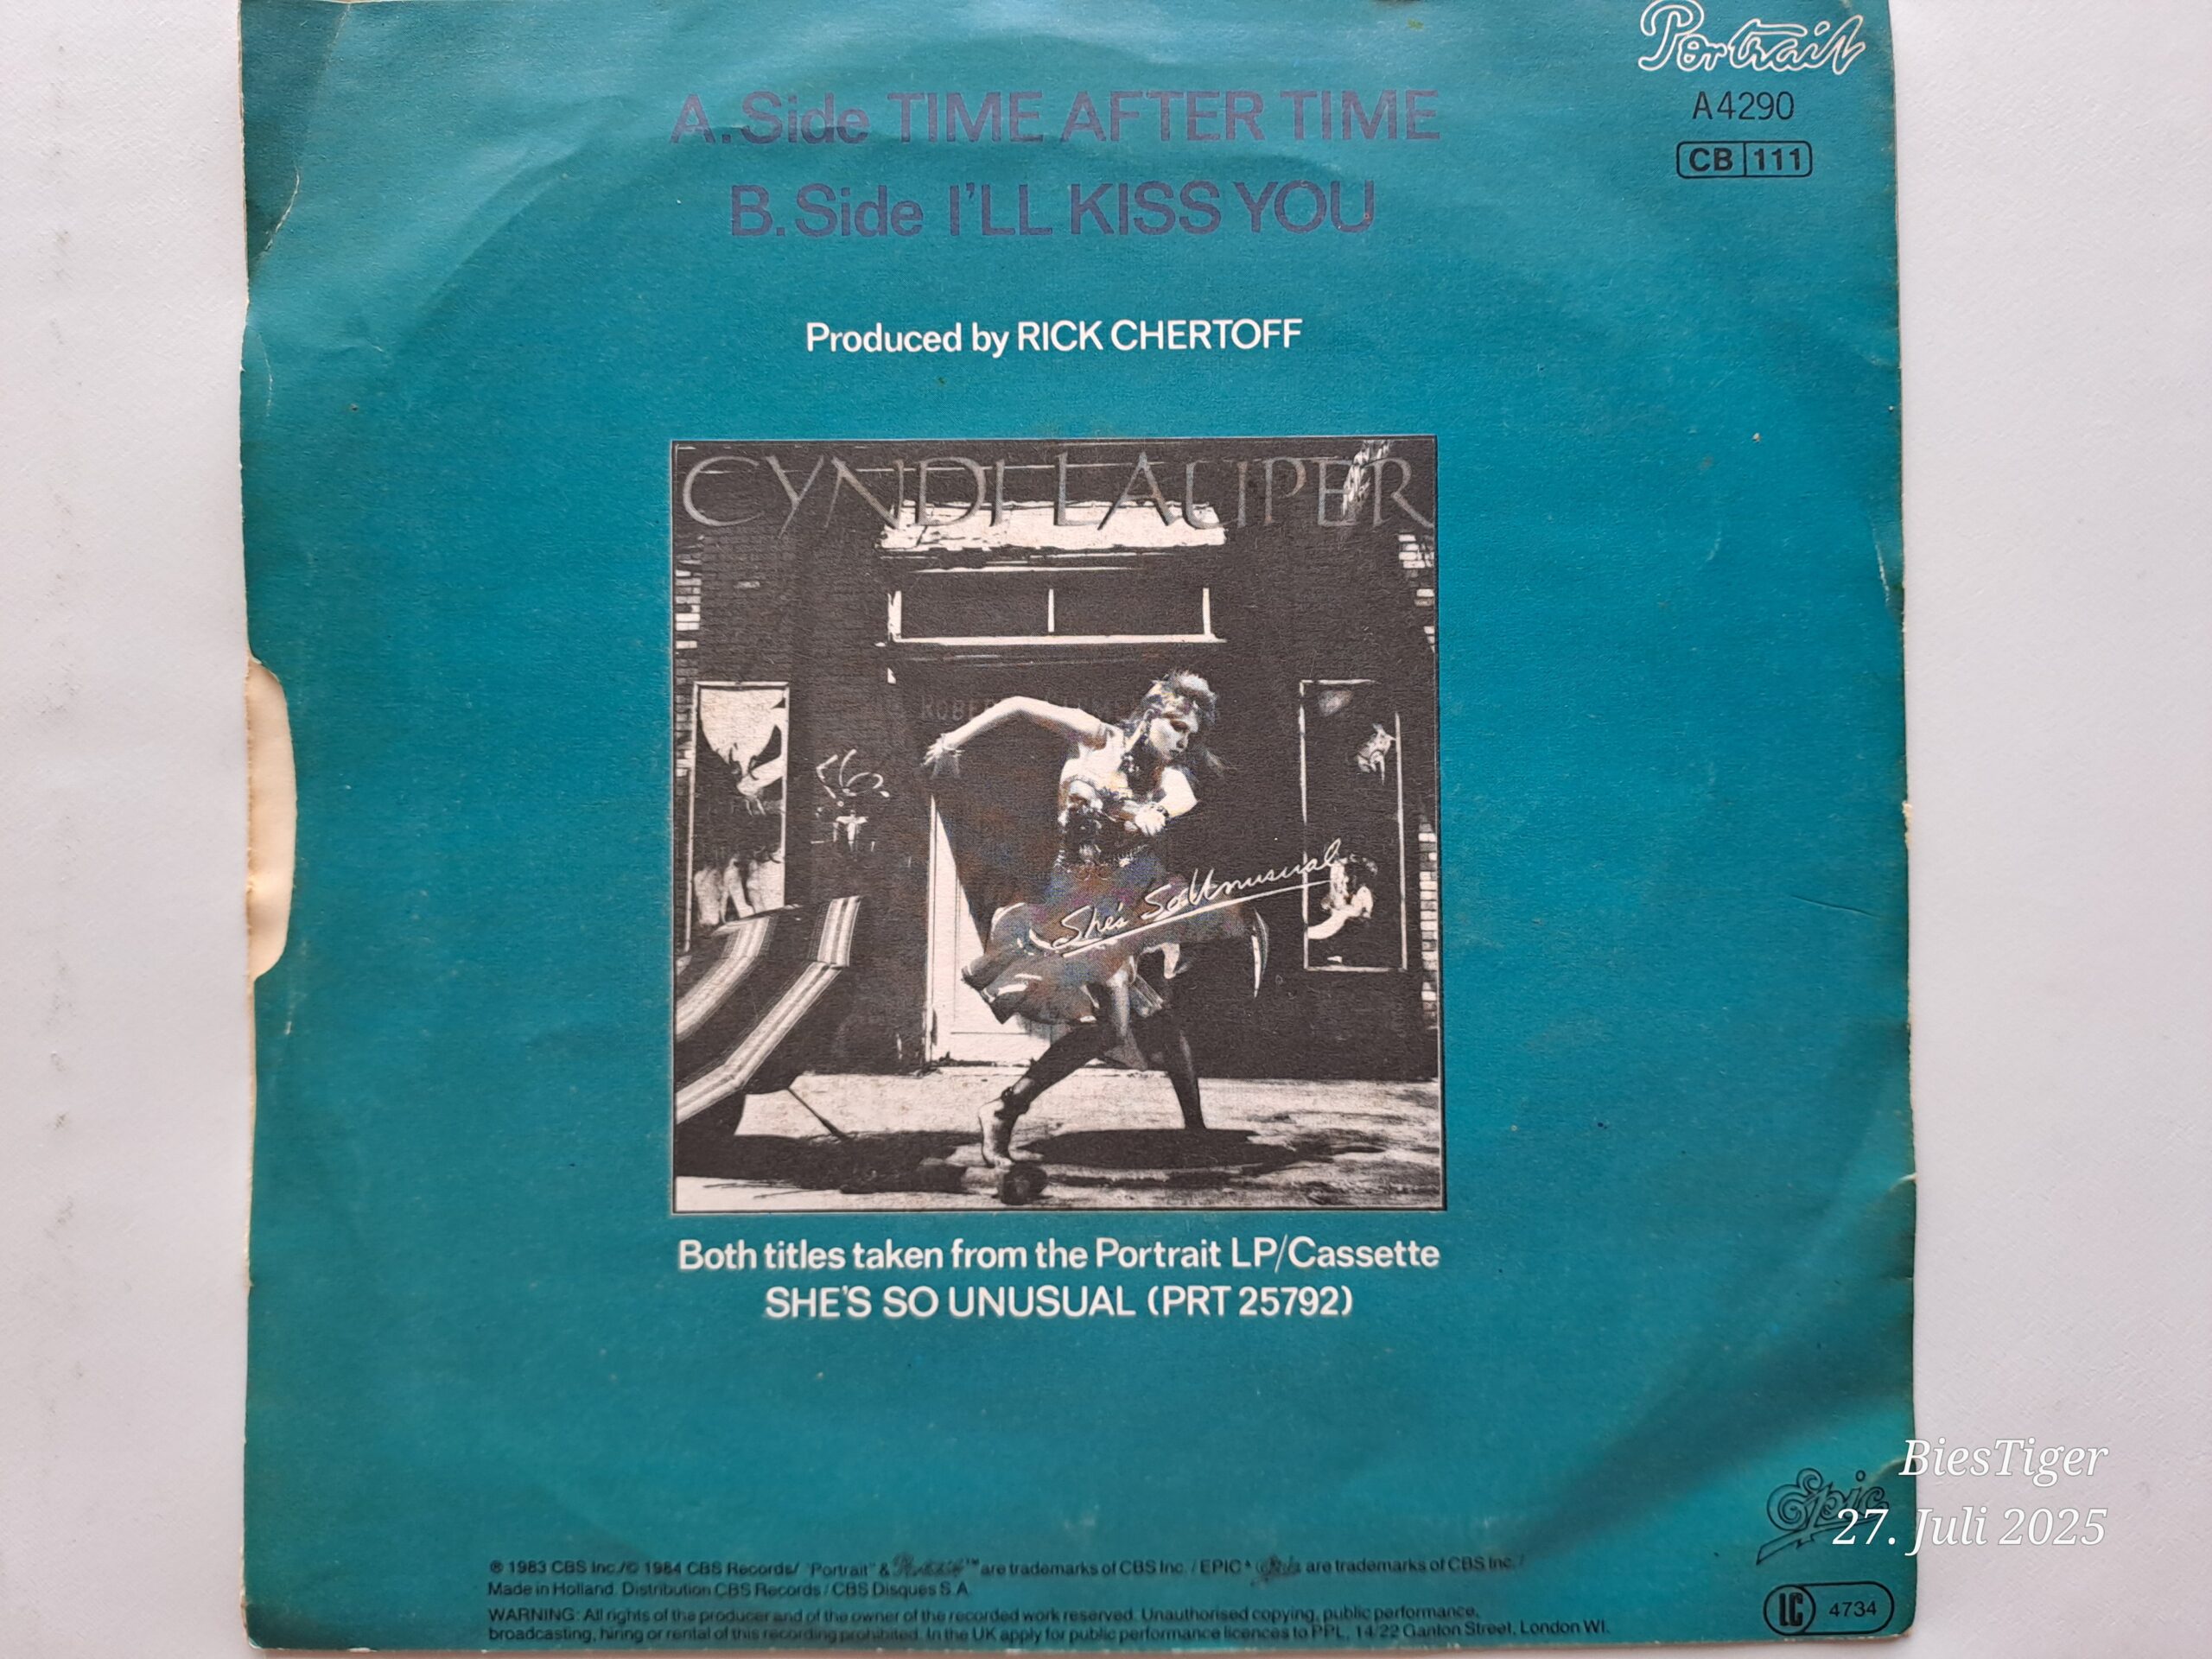 Portrait
A 4290
CB 111
A. Side TIME AFTER TIME
B. Side I'LL KISS YOU
Produced by RICK CHERTOFF
CYNDI LAUPER
She's So Unusual
Both titles taken from the Portrait LP/Cassette
SHE'S SO UNUSUAL (PRT 25792)
BiesTiger
Epic
27. Juli 2025
℗ 1983 CBS Inc./© 1984 CBS Records/ "Portrait" & Portrait™ are trademarks of CBS Inc. / EPIC * Epic are trademarks of CBS Inc. /
Made in Holland. Distribution CBS Records / CBS Disques S.A.
WARNING: All rights of the producer and of the owner of the recorded work reserved. Unauthorised copying, public performance,
broadcasting, hiring or rental of this recording prohibited. In the UK apply for public performance licences to PPL, 14/22 Ganton Street, London W1.
LC 4734